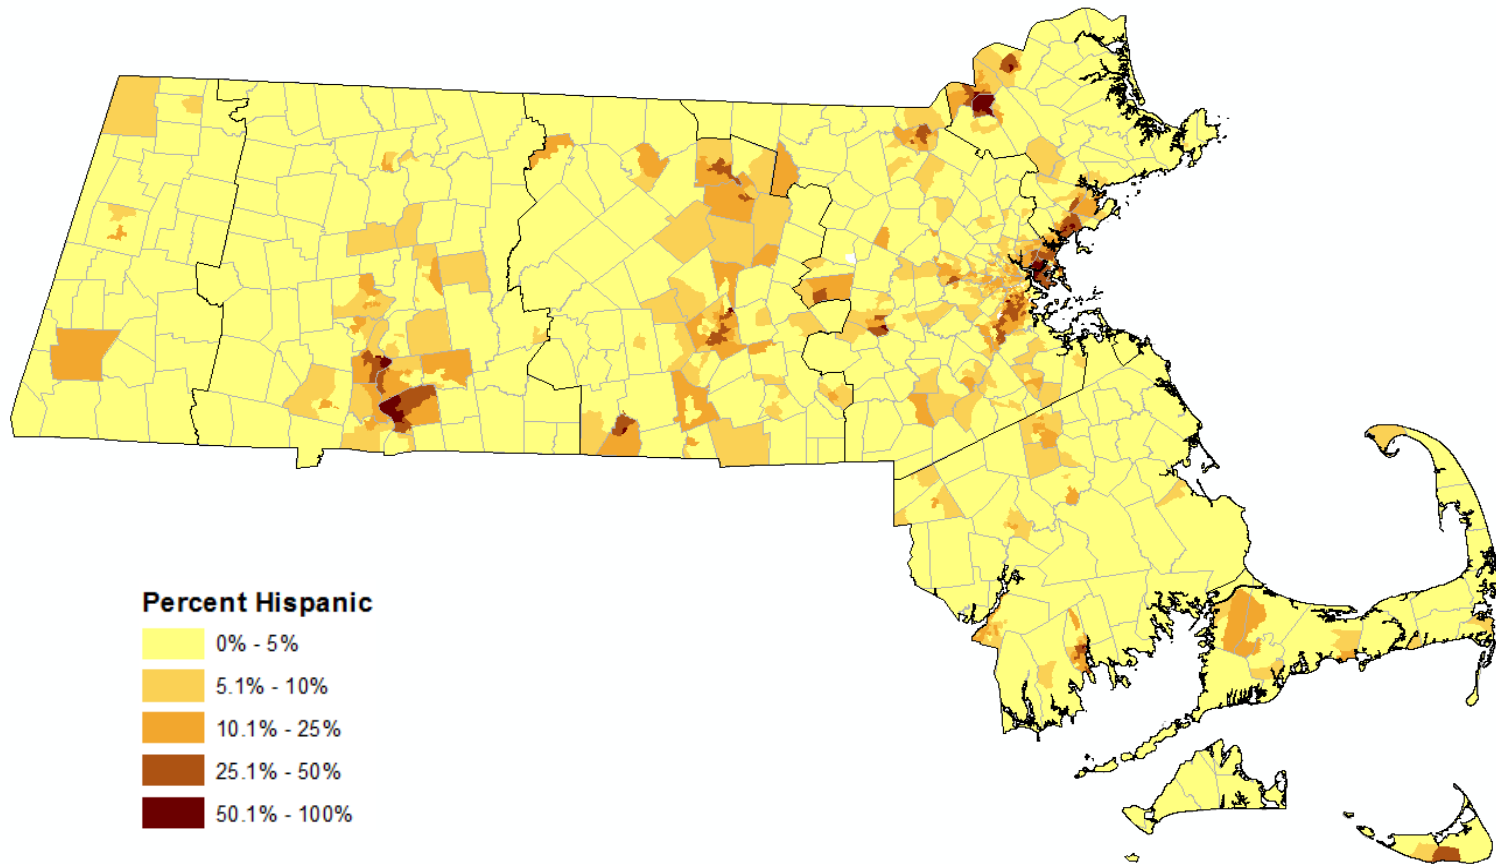 Percent Hispanic
0% - 5%
5.1% - 10%
10.1% - 25%
25.1% - 50%
50.1% - 100%